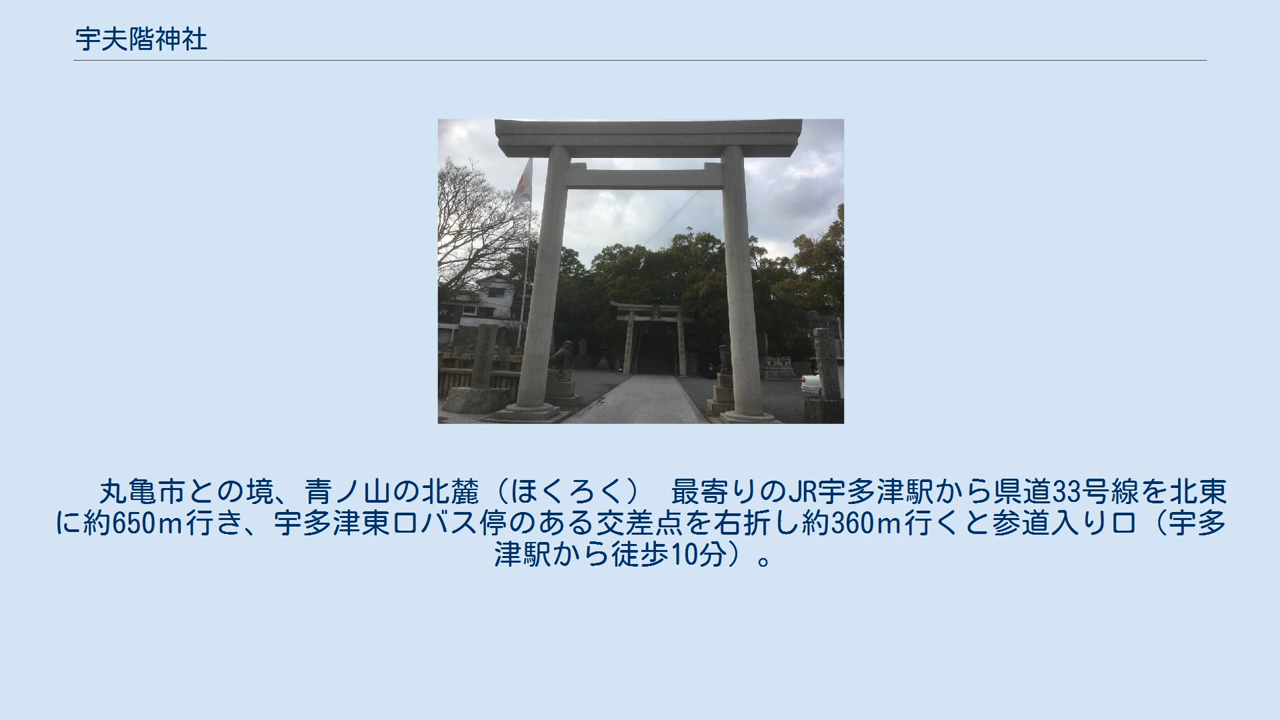 宇夫階神社
丸亀市との境、青ノ山の北麓（ほくろく）　最寄りのJR宇多津駅から県道33号線を北東
に約650ｍ行き、宇多津東口バス停のある交差点を右折し約360ｍ行くと参道入り口（宇多
津駅から徒歩10分）。